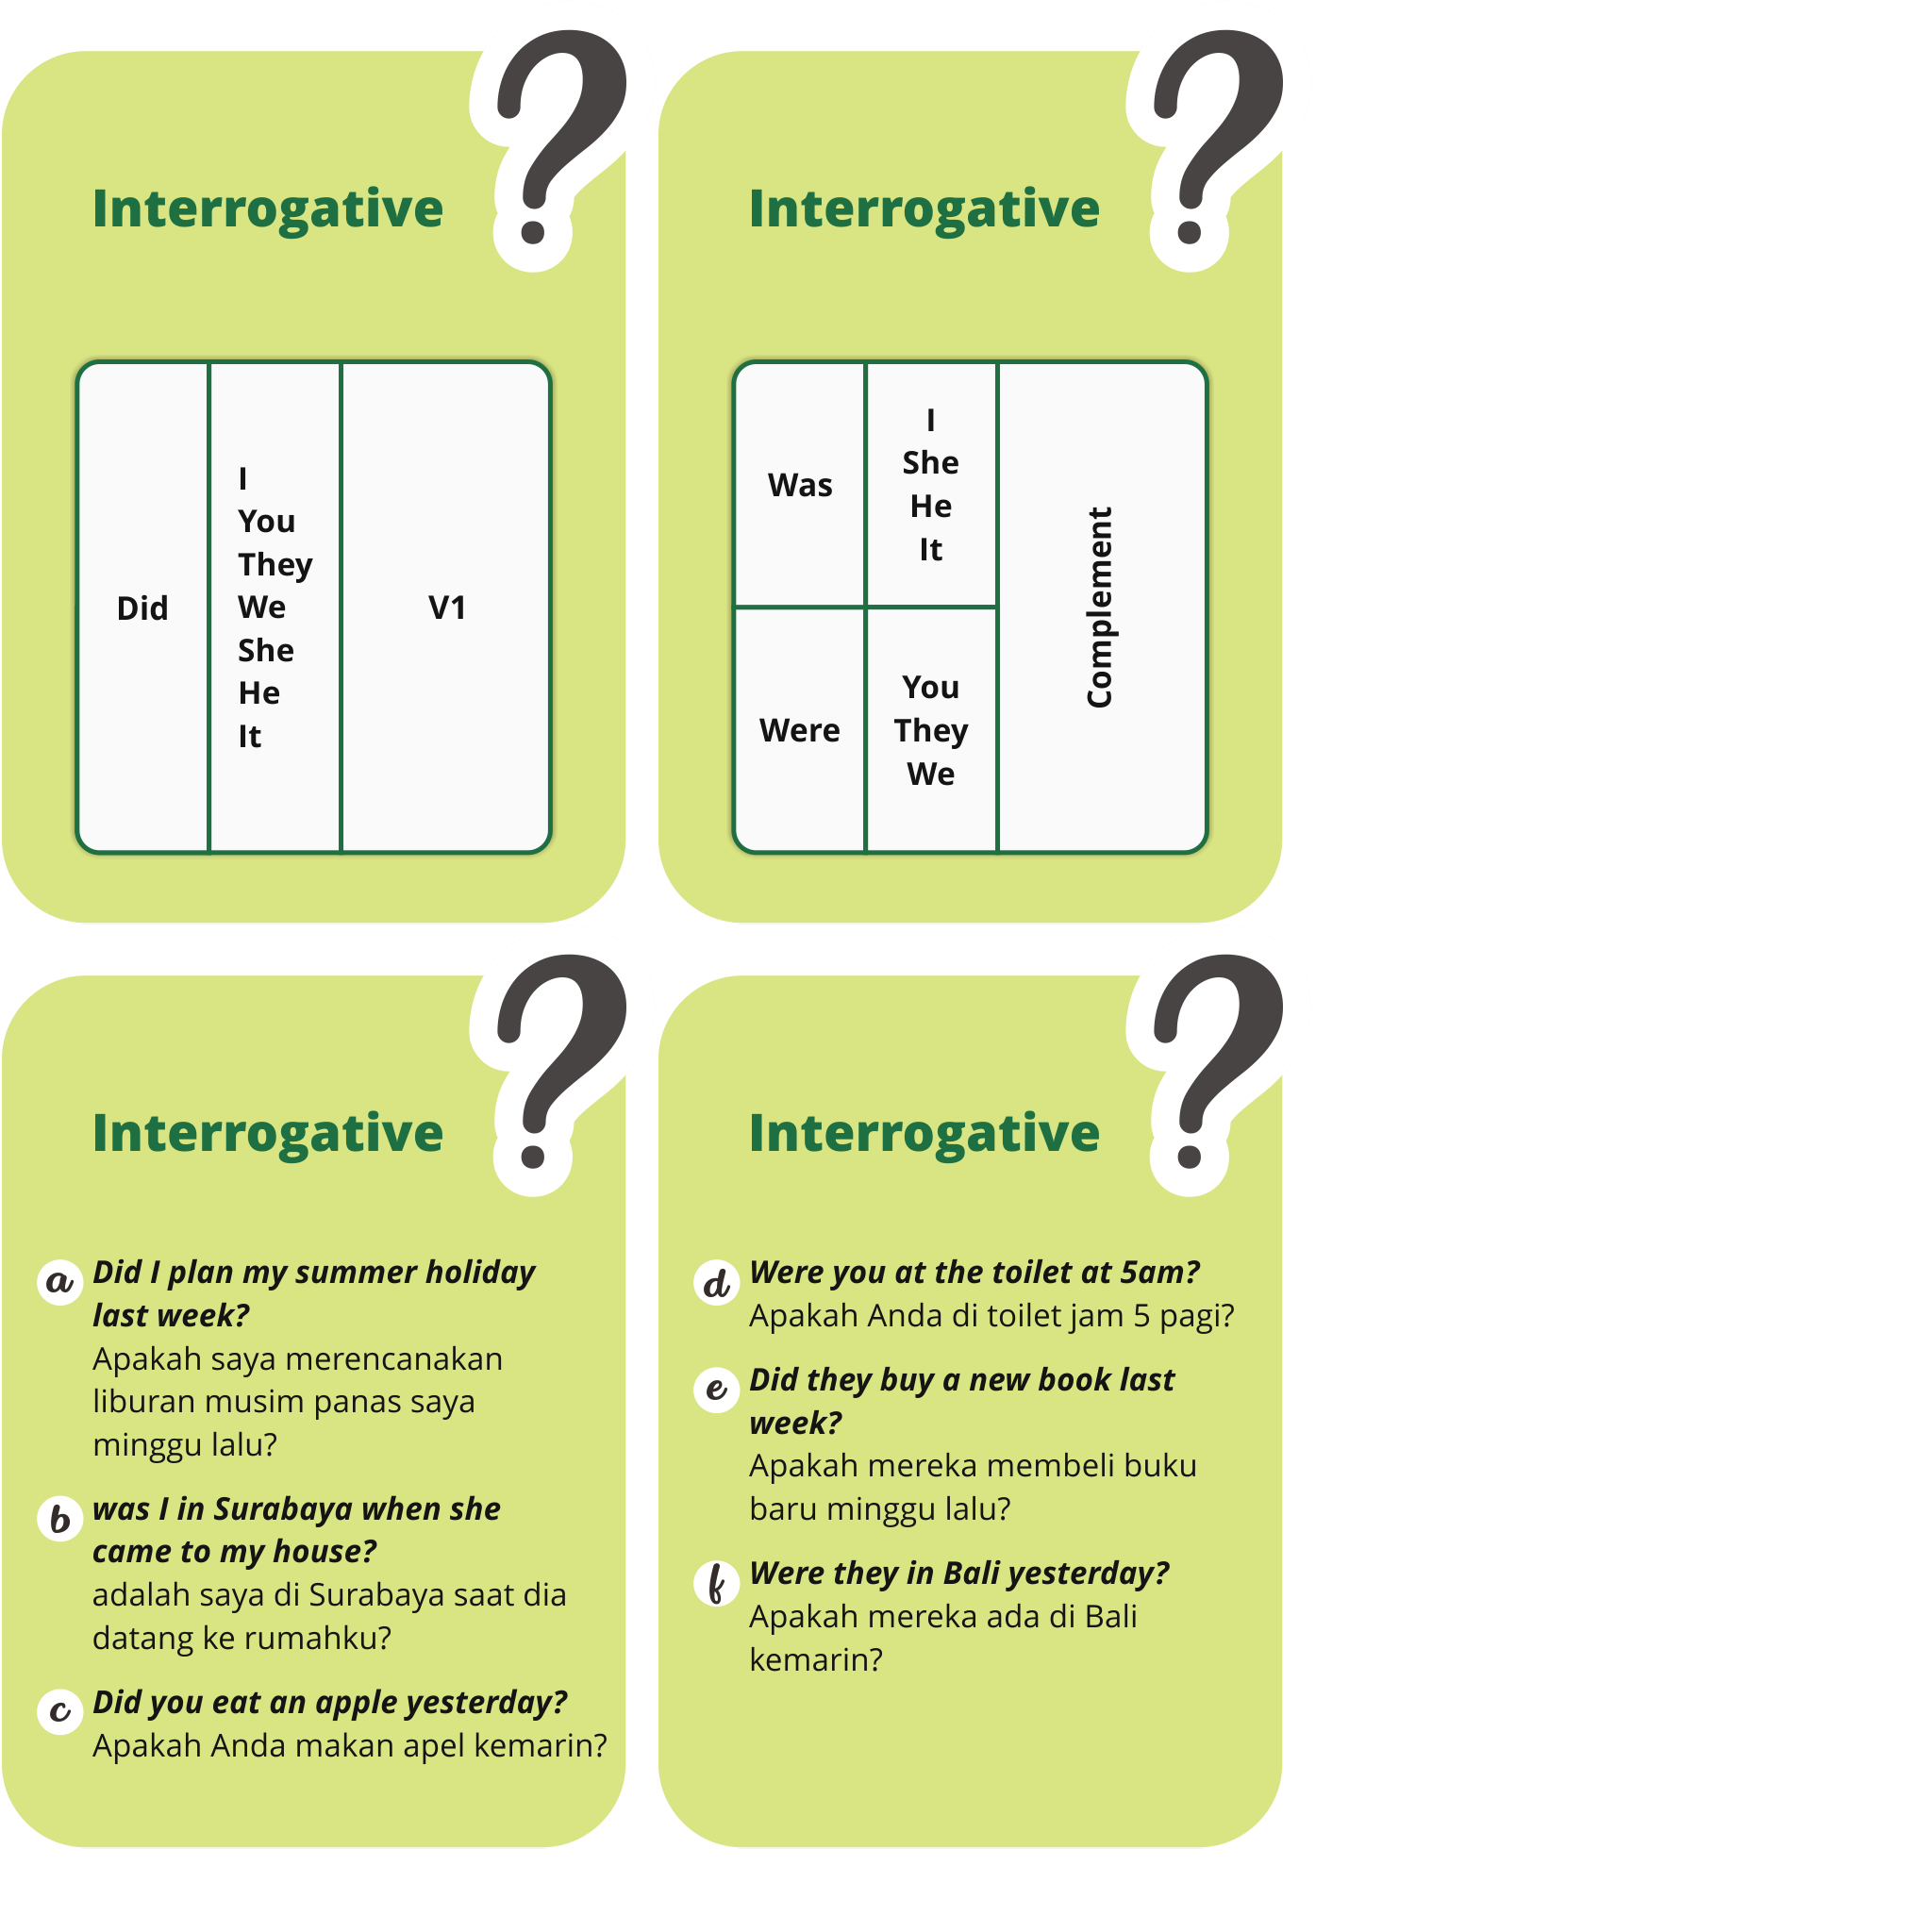 ?
Interrogative
Did
I
You
They
We
She
He
It
V1
?
Interrogative
Was
I
She
He
It
Were
You
They
We
Complement
?
Interrogative
a
Did I plan my summer holiday
last week?
Apakah saya merencanakan
liburan musim panas saya
minggu lalu?
b
was I in Surabaya when she
came to my house?
adalah saya di Surabaya saat dia
datang ke rumahku?
c
Did you eat an apple yesterday?
Apakah Anda makan apel kemarin?
?
Interrogative
d
Were you at the toilet at 5am?
Apakah Anda di toilet jam 5 pagi?
e
Did they buy a new book last
week?
Apakah mereka membeli buku
baru minggu lalu?
f
Were they in Bali yesterday?
Apakah mereka ada di Bali
kemarin?